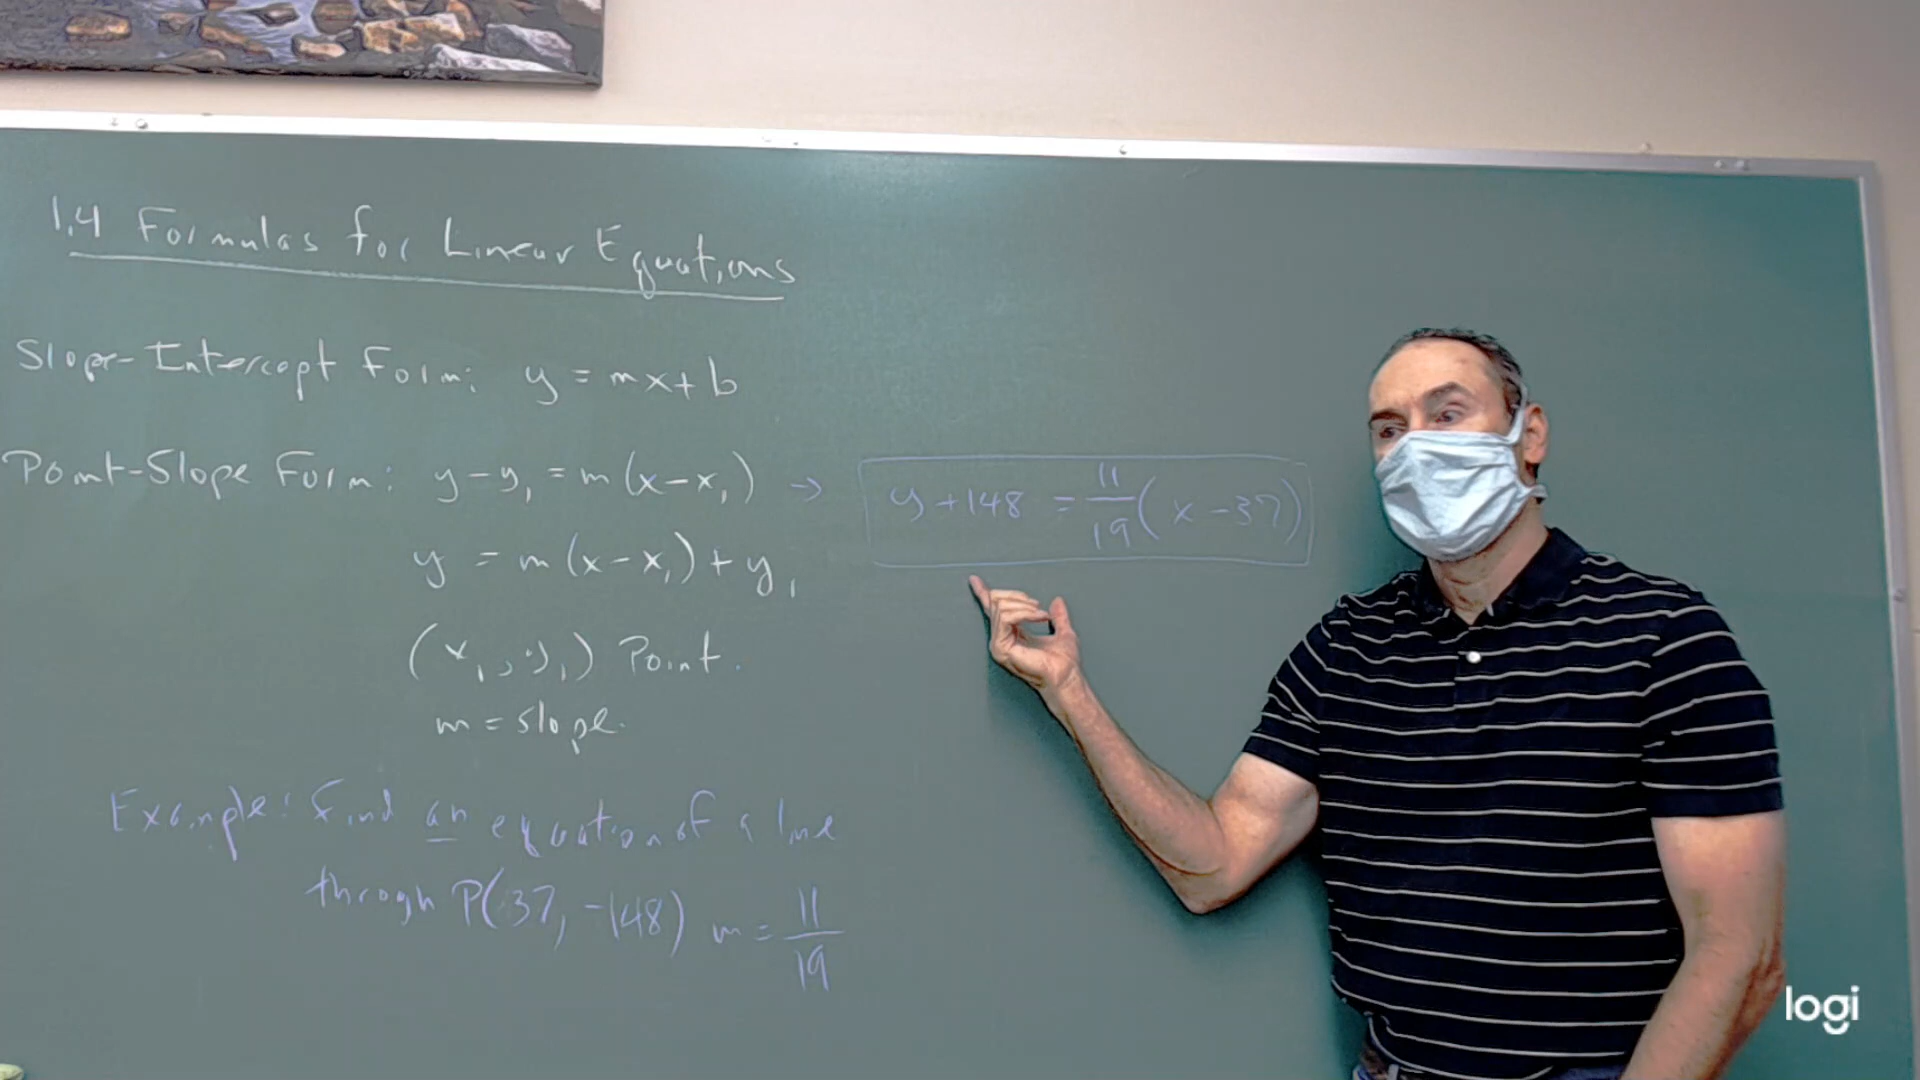 1.4 Formulas for Linear Equations
Slope-Intercept Form: y = mx + b
Point-Slope Form: y - y₁ = m(x - x₁) → y + 148 = 11/19 (x - 37)
y = m(x - x₁) + y₁
(x₁, y₁) Point.
m = slope.
Example: Find an equation of a line
through P(37, -148) m = 11/19
logi